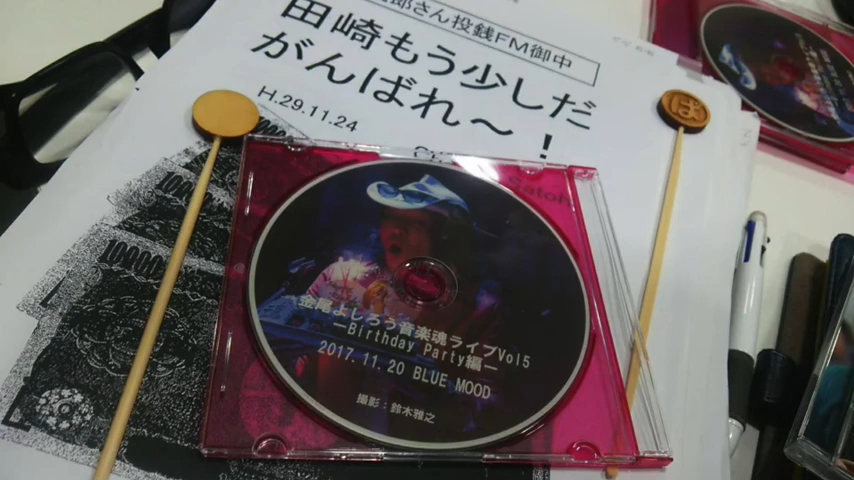 郎さん投銭FM御中
田崎もう少しだ
がんばれ～！
H.29.11.24
ぱ
10000
10000
金尾よしろう音楽魂ライブVol5
ーBirthday Party編ー
2017.11.20 BLUE MOOD
撮影：鈴木雅之